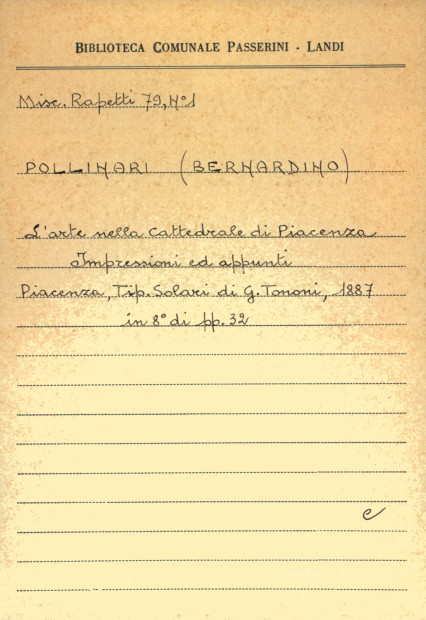 BIBLIOTECA COMUNALE PASSERINI - LANDI
Misc. Rapetti 79, N°1
POLLINARI (BERNARDINO)
L'arte nella Cattedrale di Piacenza
Impressioni ed appunti
Piacenza, Tip. Solari di G. Tononi, 1887
in 8° di pp. 32
e